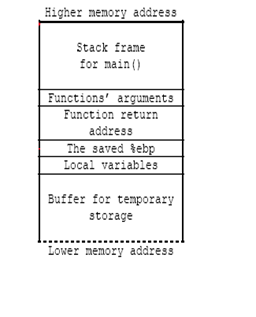 Higher memory address
Stack frame
for main()
Functions’ arguments
Function return
address
The saved %ebp
Local variables
Buffer for temporary
storage
Lower memory address